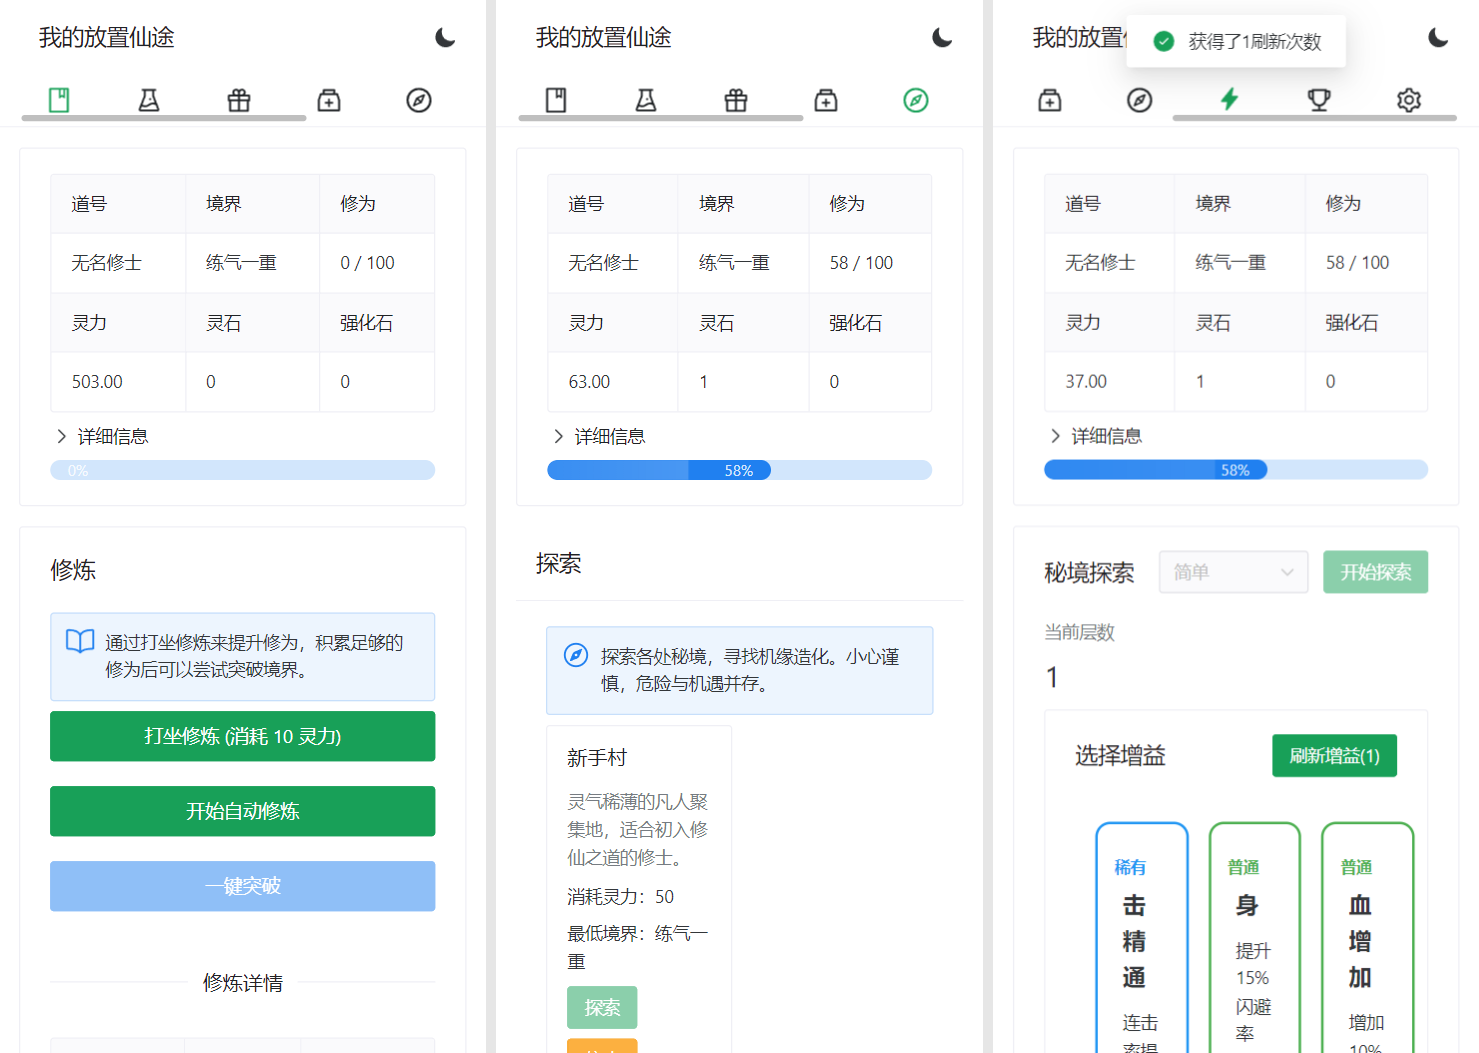 我的放置仙途
道号 境界 修为
无名修士 练气一重 0 / 100
灵力 灵石 强化石
503.00 0 0
详细信息
0%
修炼
通过打坐修炼来提升修为，积累足够的
修为后可以尝试突破境界。
打坐修炼 (消耗 10 灵力)
开始自动修炼
一键突破
修炼详情
我的放置仙途
道号 境界 修为
无名修士 练气一重 58 / 100
灵力 灵石 强化石
63.00 1 0
详细信息
58%
探索
探索各处秘境，寻找机缘造化。小心谨
慎，危险与机遇并存。
新手村
灵气稀薄的凡人聚
集地，适合初入修
仙之道的修士。
消耗灵力：50
最低境界：练气一
重
探索
我的放置仙
获得了1刷新次数
道号 境界 修为
无名修士 练气一重 58 / 100
灵力 灵石 强化石
37.00 1 0
详细信息
58%
秘境探索 简单 开始探索
当前层数
1
选择增益 刷新增益(1)
稀有
击
精
通
连击
率提
普通
身
提升
15%
闪避
率
普通
血
增
加
增加
10%